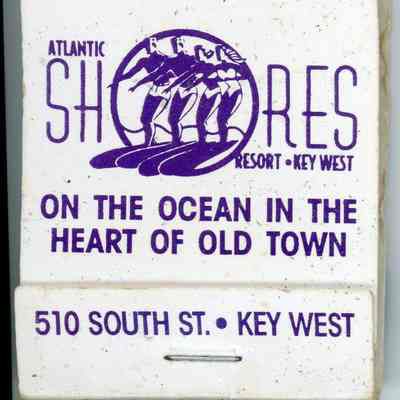 ATLANTIC
SHORES
RESORT • KEY WEST
ON THE OCEAN IN THE
HEART OF OLD TOWN
510 SOUTH ST. • KEY WEST